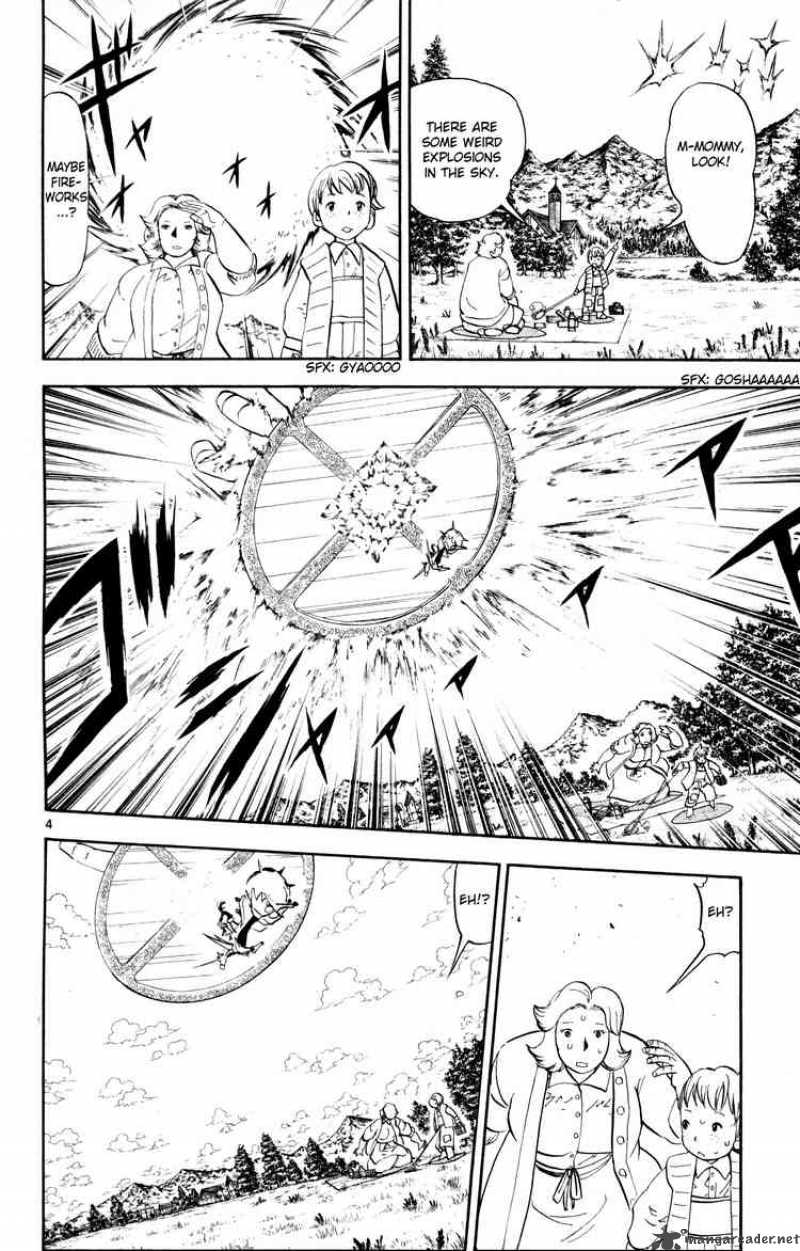 M-MOMMY,
LOOK!
THERE ARE
SOME WEIRD
EXPLOSIONS
IN THE SKY.
SFX: GOSHAAAAAA
MAYBE
FIRE-
WORKS
...?
SFX: GYAOOOO
4
EH?
EH!?
mangareader.net